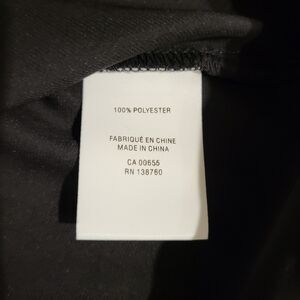 100% POLYESTER
FABRIQUÉ EN CHINE
MADE IN CHINA
CA 00655
RN 138760